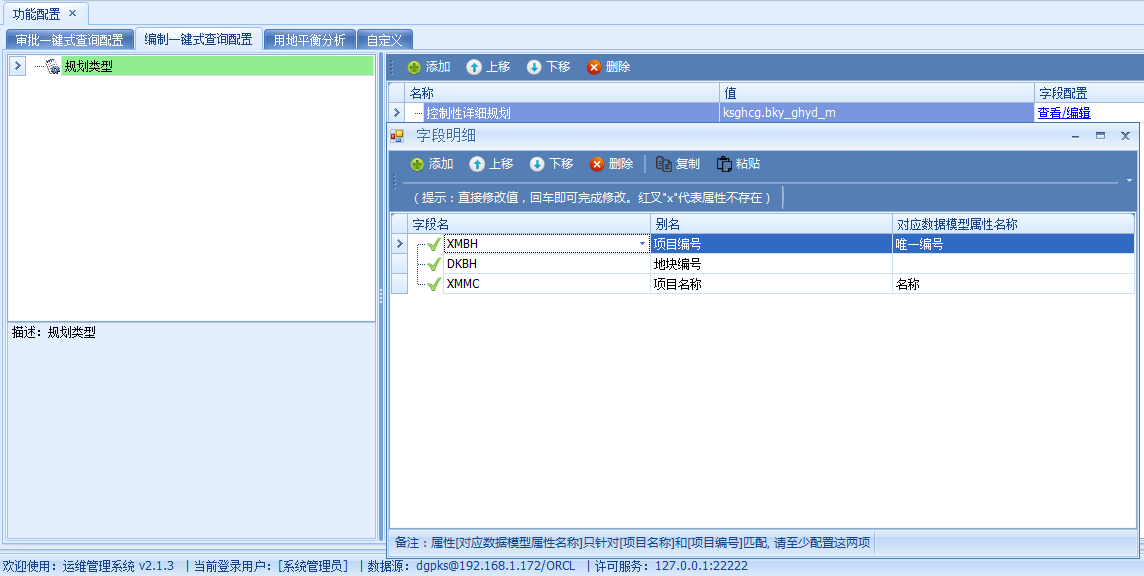 功能配置 ×
审批一键式查询配置 编制一键式查询配置 用地平衡分析 自定义
规划类型
添加 上移 下移 删除
名称 值 字段配置
控制性详细规划 ksghcg.bky_ghyd_m 查看/编辑
字段明细
添加 上移 下移 删除 复制 粘贴
(提示：直接修改值，回车即可完成修改。红叉"x"代表属性不存在)
字段名 别名 对应数据模型属性名称
XMBH 项目编号 唯一编号
DKBH 地块编号
XMMC 项目名称 名称
描述：规划类型
备注：属性[对应数据模型属性名称]只针对[项目名称]和[项目编号]匹配, 请至少配置这两项
欢迎使用：运维管理系统 v2.1.3 | 当前登录用户：[系统管理员] | 数据源：dgpks@192.168.1.172/ORCL | 许可服务：127.0.0.1:22222